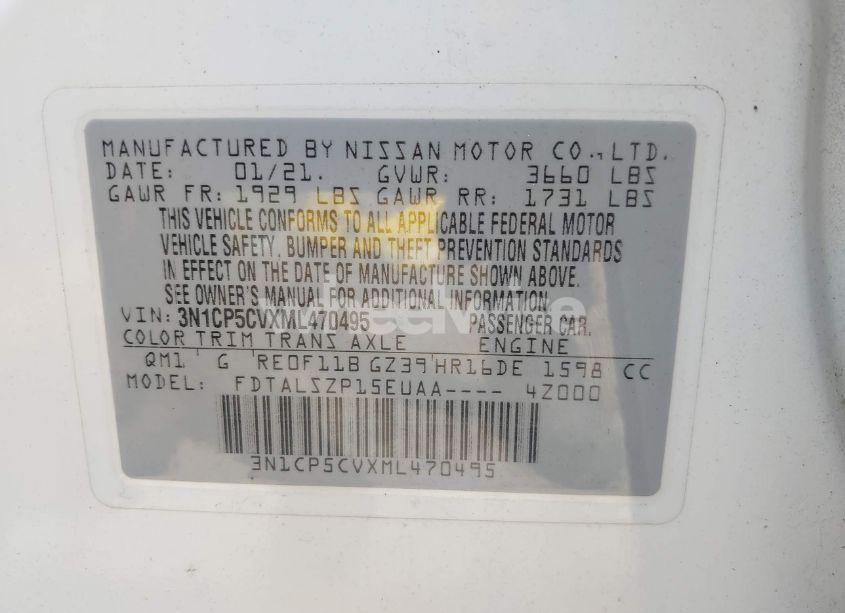 MANUFACTURED BY NISSAN MOTOR CO., LTD.
DATE: 01/21. GVWR: 3660 LBS
GAWR FR: 1929 LBS GAWR RR: 1731 LBS
THIS VEHICLE CONFORMS TO ALL APPLICABLE FEDERAL MOTOR
VEHICLE SAFETY, BUMPER AND THEFT PREVENTION STANDARDS
IN EFFECT ON THE DATE OF MANUFACTURE SHOWN ABOVE.
SEE OWNER'S MANUAL FOR ADDITIONAL INFORMATION.
VIN: 3N1CP5CVXML470495 PASSENGER CAR.
COLOR TRIM TRANS AXLE ENGINE
QM1 G RE0F11B GZ39 HR16DE 1598 CC
MODEL: FDTALSZP15EUAA---- 4Z000
3N1CP5CVXML470495